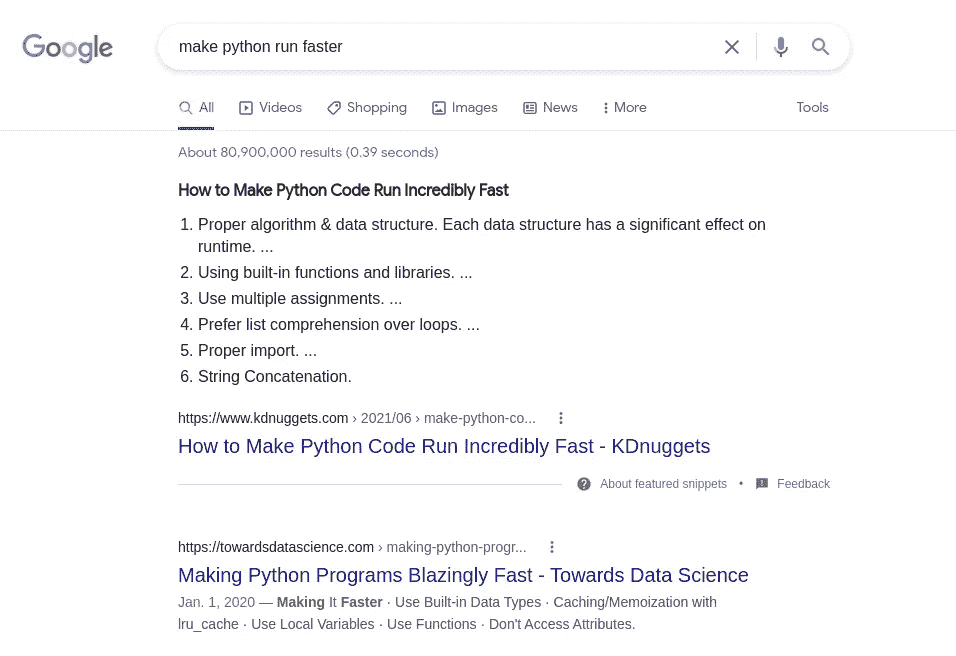 Google
make python run faster
All Videos Shopping Images News More Tools
About 80,900,000 results (0.39 seconds)
How to Make Python Code Run Incredibly Fast
1. Proper algorithm & data structure. Each data structure has a significant effect on
runtime. ...
2. Using built-in functions and libraries. ...
3. Use multiple assignments. ...
4. Prefer list comprehension over loops. ...
5. Proper import. ...
6. String Concatenation.
https://www.kdnuggets.com › 2021/06 › make-python-co...
How to Make Python Code Run Incredibly Fast - KDnuggets
About featured snippets • Feedback
https://towardsdatascience.com › making-python-progr...
Making Python Programs Blazingly Fast - Towards Data Science
Jan. 1, 2020 — Making It Faster · Use Built-in Data Types · Caching/Memoization with
lru_cache · Use Local Variables · Use Functions · Don't Access Attributes.